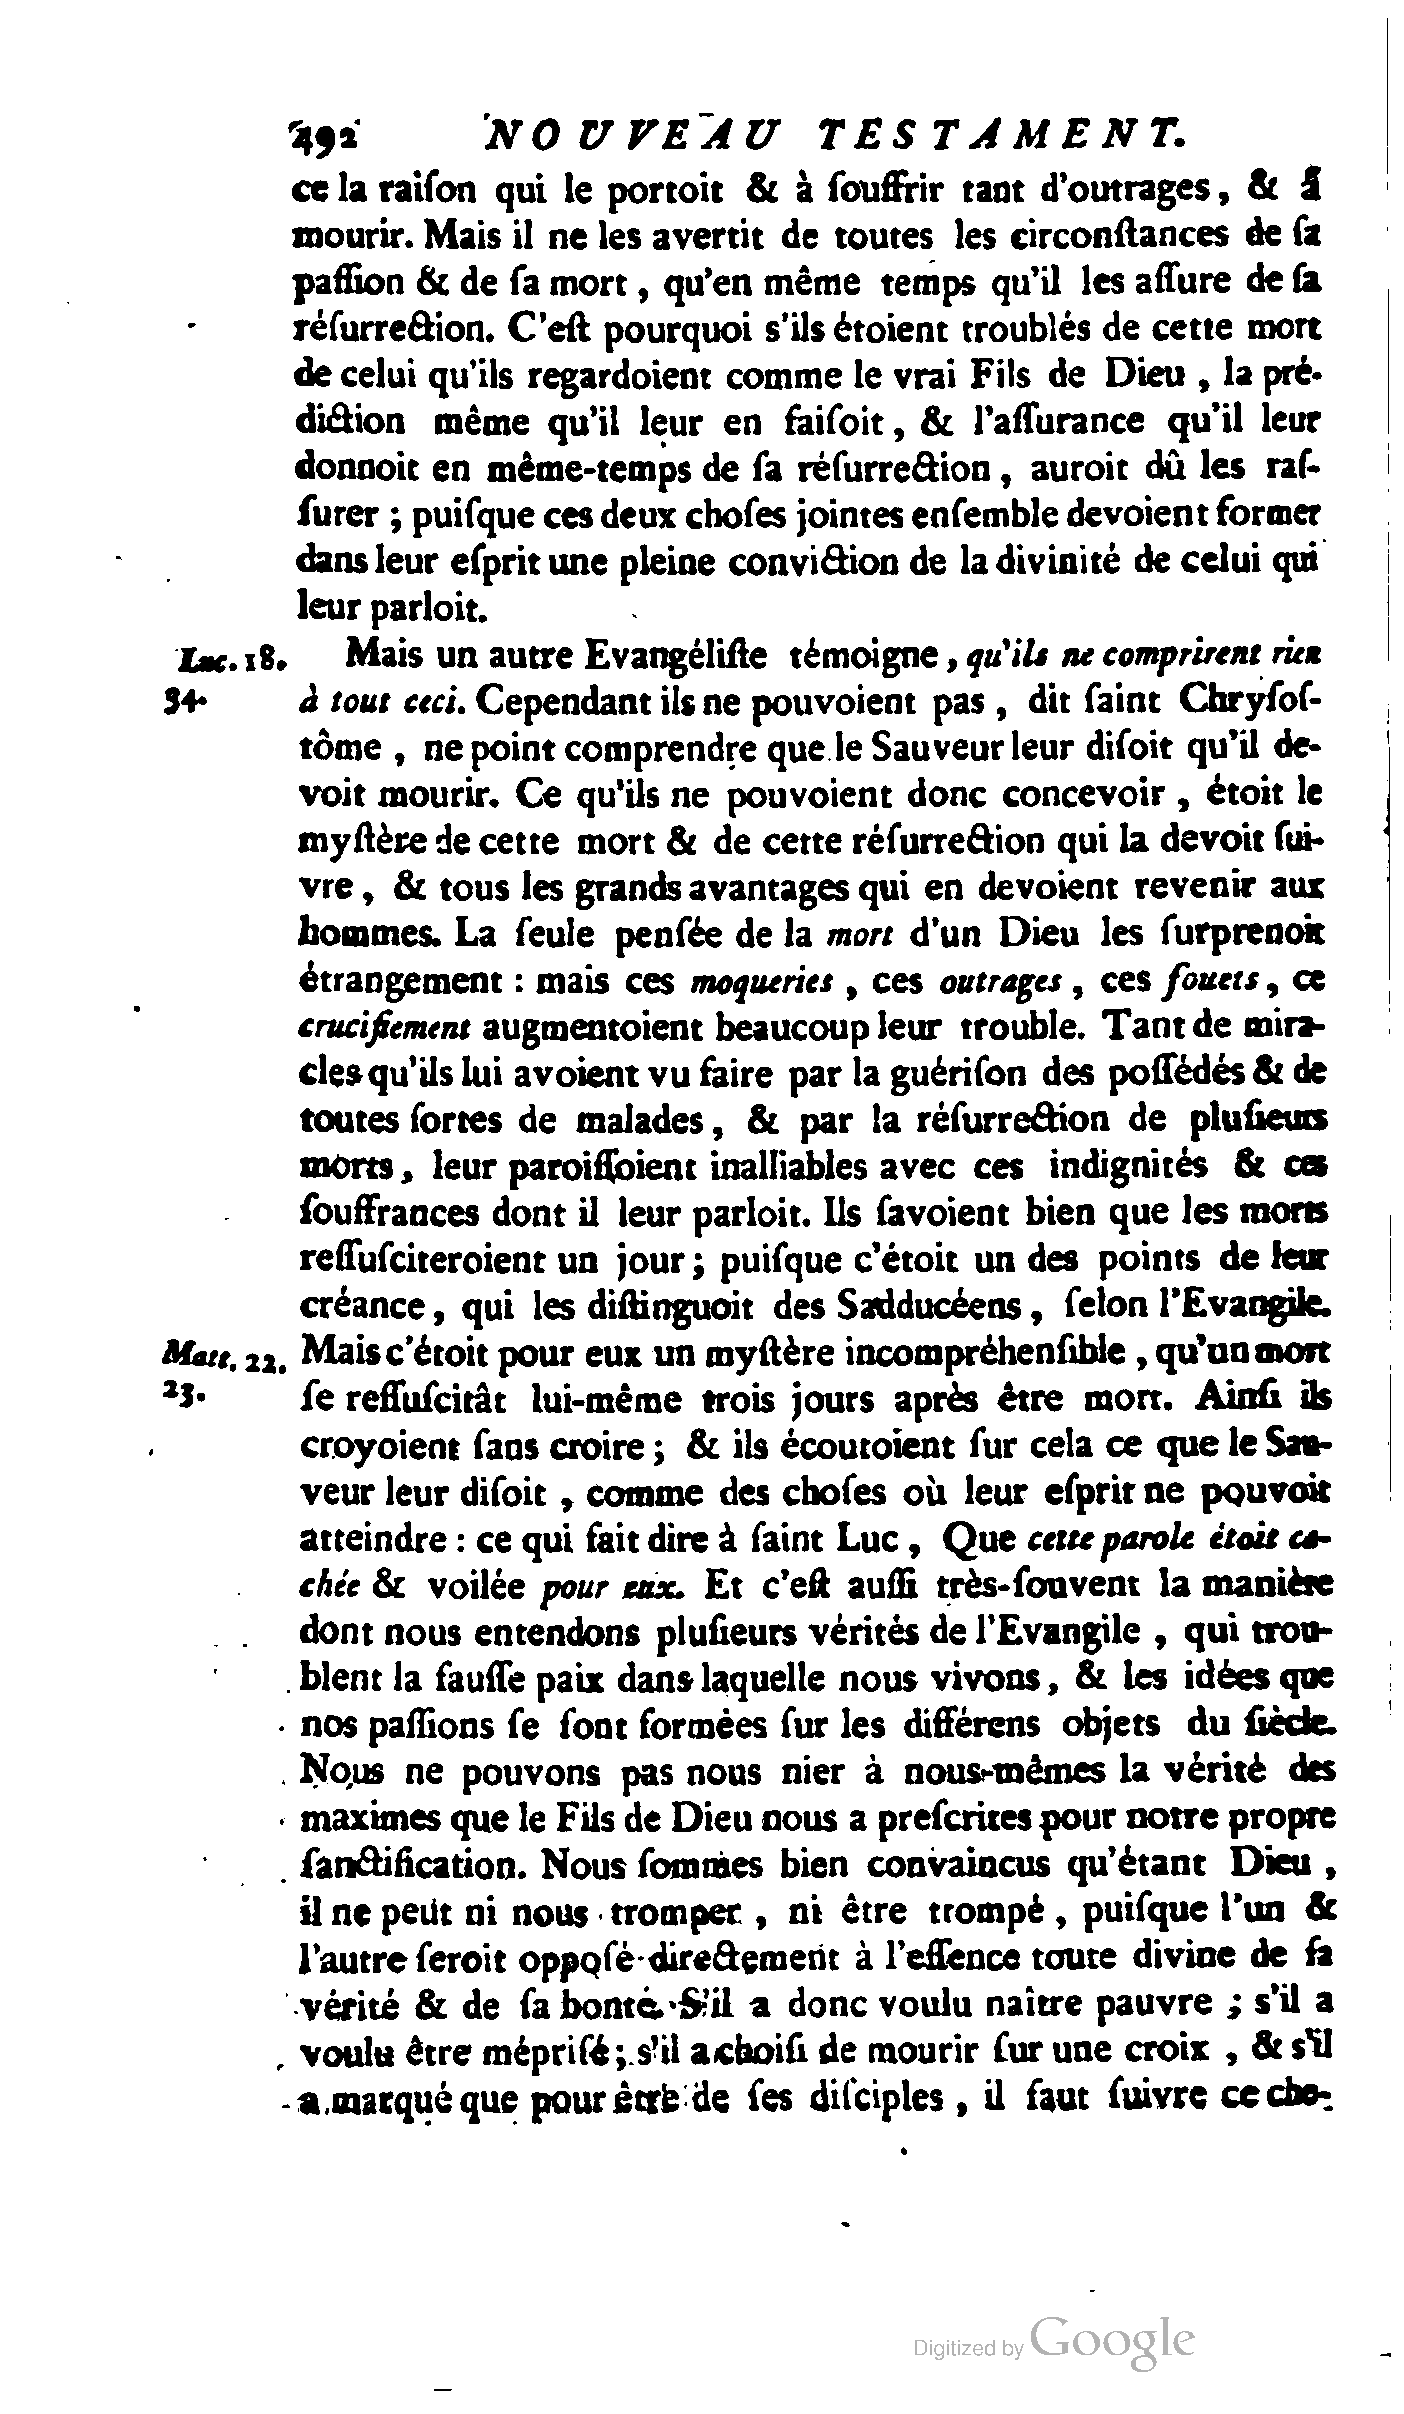 492 NOUVEAU TESTAMENT.
ce la raiſon qui le portoit & à ſouffrir tant d'outrages, & à
mourir. Mais il ne les avertit de toutes les circonſtances de ſa
paſſion & de ſa mort, qu'en même temps qu'il les aſſure de ſa
réſurrection. C'eſt pourquoi s'ils étoient troublés de cette mort
de celui qu'ils regardoient comme le vrai Fils de Dieu, la pré-
diction même qu'il leur en faiſoit, & l'aſſurance qu'il leur
donnoit en même-temps de ſa réſurrection, auroit dû les raſ-
ſurer; puiſque ces deux choſes jointes enſemble devoient former
dans leur eſprit une pleine conviction de la divinité de celui qui
leur parloit.
Luc. 18. Mais un autre Evangéliſte témoigne, qu'ils ne comprirent rien
34. à tout ceci. Cependant ils ne pouvoient pas, dit ſaint Chryſoſ-
tôme, ne point comprendre que le Sauveur leur diſoit qu'il de-
voit mourir. Ce qu'ils ne pouvoient donc concevoir, étoit le
myſtère de cette mort & de cette réſurrection qui la devoit ſui-
vre, & tous les grands avantages qui en devoient revenir aux
hommes. La ſeule penſée de la mort d'un Dieu les ſurprenoit
étrangement : mais ces moqueries, ces outrages, ces fouets, ce
crucifiement augmentoient beaucoup leur trouble. Tant de mira-
cles qu'ils lui avoient vu faire par la guériſon des poſſédés & de
toutes ſortes de malades, & par la réſurrection de pluſieurs
morts, leur paroiſſoient inalliables avec ces indignités & ces
ſouffrances dont il leur parloit. Ils ſavoient bien que les morts
reſſuſciteroient un jour; puiſque c'étoit un des points de leur
créance, qui les diſtinguoit des Sadducéens, ſelon l'Evangile.
Matt. 22. Mais c'étoit pour eux un myſtère incompréhenſible, qu'un mort
23. ſe reſſuſcitât lui-même trois jours après être mort. Ainſi ils
croyoient ſans croire; & ils écoutoient ſur cela ce que le Sau-
veur leur diſoit, comme des choſes où leur eſprit ne pouvoit
atteindre : ce qui fait dire à ſaint Luc, Que cette parole étoit ca-
chée & voilée pour eux. Et c'eſt auſſi très-ſouvent la manière
dont nous entendons pluſieurs vérités de l'Evangile, qui trou-
blent la fauſſe paix dans laquelle nous vivons, & les idées que
nos paſſions ſe ſont formées ſur les différens objets du ſiècle.
Nous ne pouvons pas nous nier à nous-mêmes la vérité des
maximes que le Fils de Dieu nous a preſcrites pour notre propre
ſanctification. Nous ſommes bien convaincus qu'étant Dieu,
il ne peut ni nous tromper, ni être trompé, puiſque l'un &
l'autre ſeroit oppoſé directement à l'eſſence toute divine de ſa
vérité & de ſa bonté. S'il a donc voulu naître pauvre; s'il a
voulu être mépriſé; s'il a choiſi de mourir ſur une croix, & s'il
a marqué que pour être de ſes diſciples, il faut ſuivre ce che-
Digitized by Google